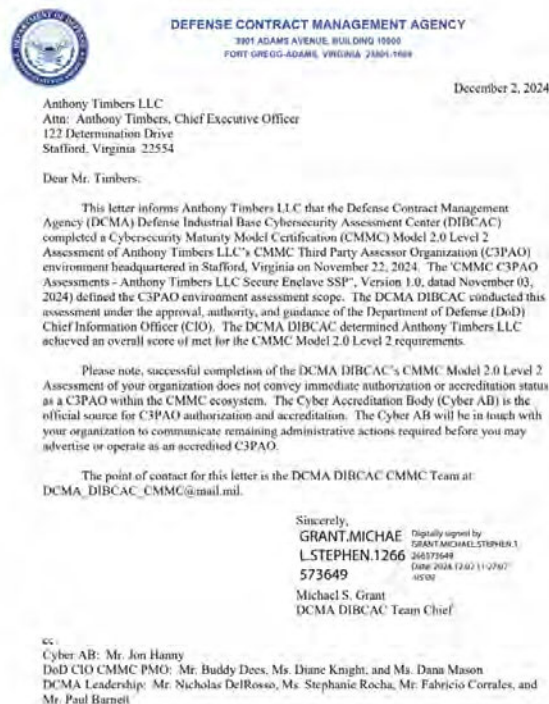 DEFENSE CONTRACT MANAGEMENT AGENCY
3901 ADAMS AVENUE, BUILDING 10500
FORT GREGG-ADAMS, VIRGINIA
December 2, 2024
Anthony Timbers LLC
Attn: Anthony Timbers, Chief Executive Officer
122 Determination Drive
Stafford, Virginia 22554
Dear Mr. Timbers:
This letter informs Anthony Timbers LLC that the Defense Contract Management
Agency (DCMA) Defense Industrial Base Cybersecurity Assessment Center (DIBCAC)
completed a Cybersecurity Maturity Model Certification (CMMC) Model 2.0 Level 2
Assessment of Anthony Timbers LLC's CMMC Third Party Assessor Organization (C3PAO)
environment headquartered in Stafford, Virginia on November 22, 2024. The "CMMC C3PAO
Assessments - Anthony Timbers LLC Secure Enclave SSP", Version 1.0, dated November 03,
2024) defined the C3PAO environment assessment scope. The DCMA DIBCAC conducted this
assessment under the approval, authority, and guidance of the Department of Defense (DoD)
Chief Information Officer (CIO). The DCMA DIBCAC determined Anthony Timbers LLC
achieved an overall score of met for the CMMC Model 2.0 Level 2 requirements.
Please note, successful completion of the DCMA DIBCAC's CMMC Model 2.0 Level 2
Assessment of your organization does not convey immediate authorization or accreditation status
as a C3PAO within the CMMC ecosystem. The Cyber Accreditation Body (Cyber AB) is the
official source for C3PAO authorization and accreditation. The Cyber AB will be in touch with
your organization to communicate remaining administrative actions required before you may
advertise or operate as an accredited C3PAO.
The point of contact for this letter is the DCMA DIBCAC CMMC Team at
DCMA_DIBCAC_CMMC@mail.mil.
Sincerely,
GRANT.MICHAE
L.STEPHEN.1266
573649
Digitally signed by
GRANT.MICHAEL.STEPHEN.1
266573649
Date: 2024.12.02
Michael S. Grant
DCMA DIBCAC Team Chief
cc:
Cyber AB: Mr. Jon Hanny
DoD CIO CMMC PMO: Mr. Buddy Dees, Ms. Diane Knight, and Ms. Dana Mason
DCMA Leadership: Mr. Nicholas DelRosso, Ms. Stephanie Rocha, Mr. Fabricio Corrales, and
Mr. Paul Barnell